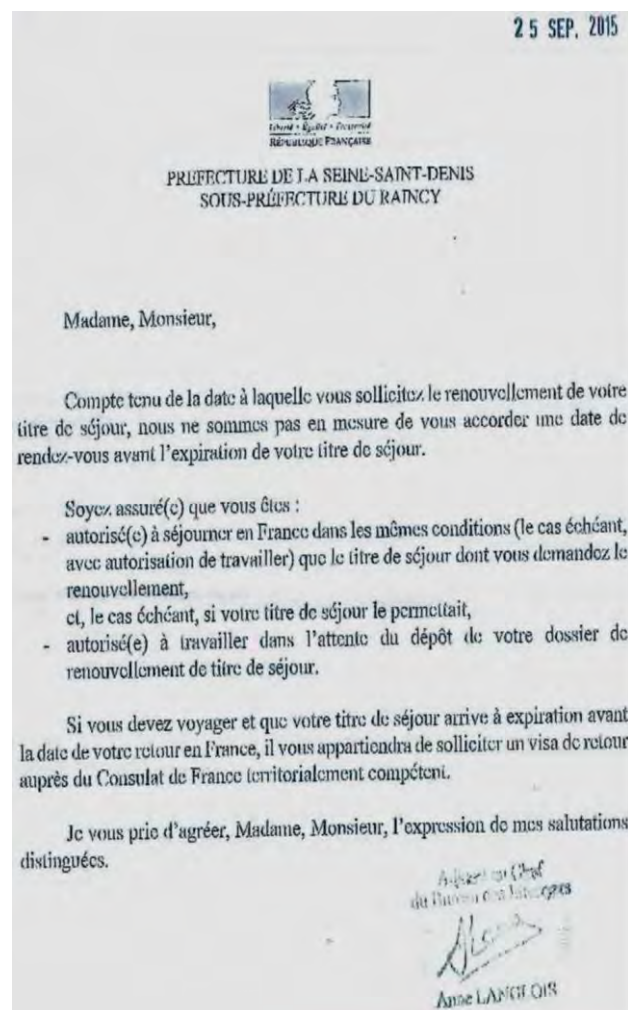 25 SEP. 2015
Liberté • Égalité • Fraternité
RÉPUBLIQUE FRANÇAISE
PRÉFECTURE DE LA SEINE-SAINT-DENIS
SOUS-PRÉFECTURE DU RAINCY
Madame, Monsieur,
Compte tenu de la date à laquelle vous sollicitez le renouvellement de votre
titre de séjour, nous ne sommes pas en mesure de vous accorder une date de
rendez-vous avant l'expiration de votre titre de séjour.
Soyez assuré(e) que vous êtes :
- autorisé(e) à séjourner en France dans les mêmes conditions (le cas échéant,
avec autorisation de travailler) que le titre de séjour dont vous demandez le
renouvellement,
et, le cas échéant, si votre titre de séjour le permettait,
- autorisé(e) à travailler dans l'attente du dépôt de votre dossier de
renouvellement de titre de séjour.
Si vous devez voyager et que votre titre de séjour arrive à expiration avant
la date de votre retour en France, il vous appartiendra de solliciter un visa de retour
auprès du Consulat de France territorialement compétent.
Je vous prie d'agréer, Madame, Monsieur, l'expression de mes salutations
distinguées.
Chef
du Bureau des
Anne LANGLOIS